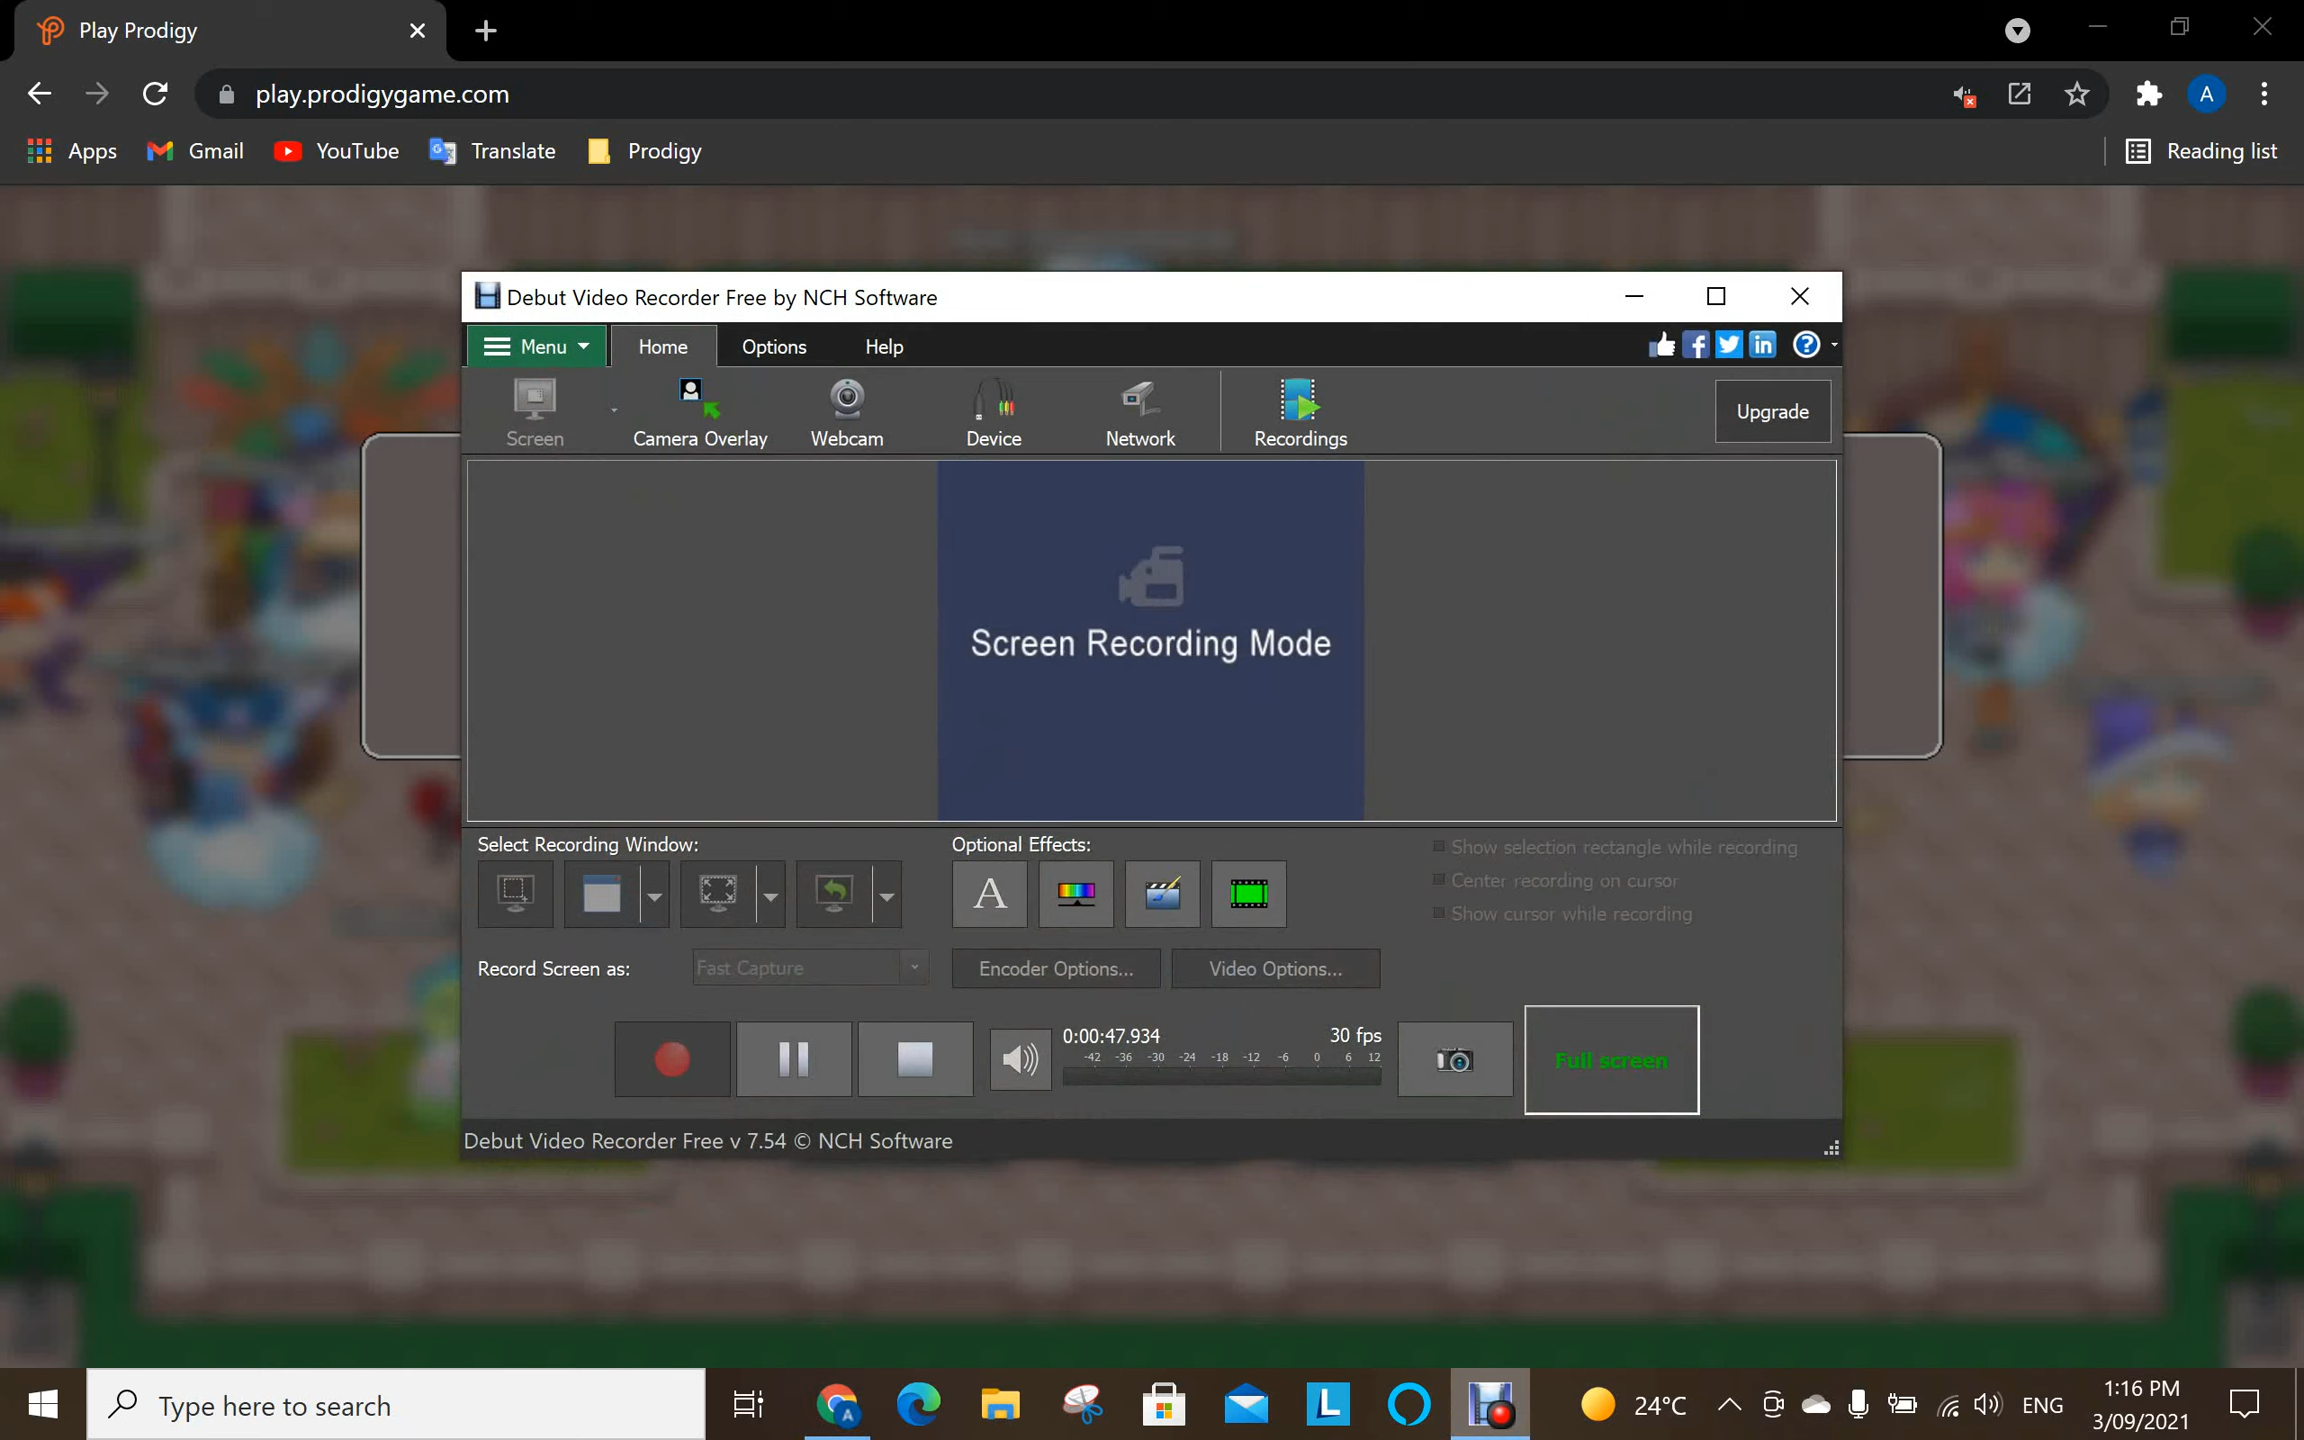 Play Prodigy
play.prodigygame.com
A
Apps Gmail YouTube Translate Prodigy Reading list
Debut Video Recorder Free by NCH Software
Menu Home Options Help
Screen Camera Overlay Webcam Device Network Recordings Upgrade
Screen Recording Mode
Select Recording Window: Optional Effects:
Show selection rectangle while recording
Center recording on cursor
Show cursor while recording
A
Record Screen as: Fast Capture Encoder Options... Video Options...
0:00:47.934 30 fps
-42 -36 -30 -24 -18 -12 -6 0 6 12
Full screen
Debut Video Recorder Free v 7.54 © NCH Software
Type here to search
A
L
24°C
ENG
1:16 PM
3/09/2021